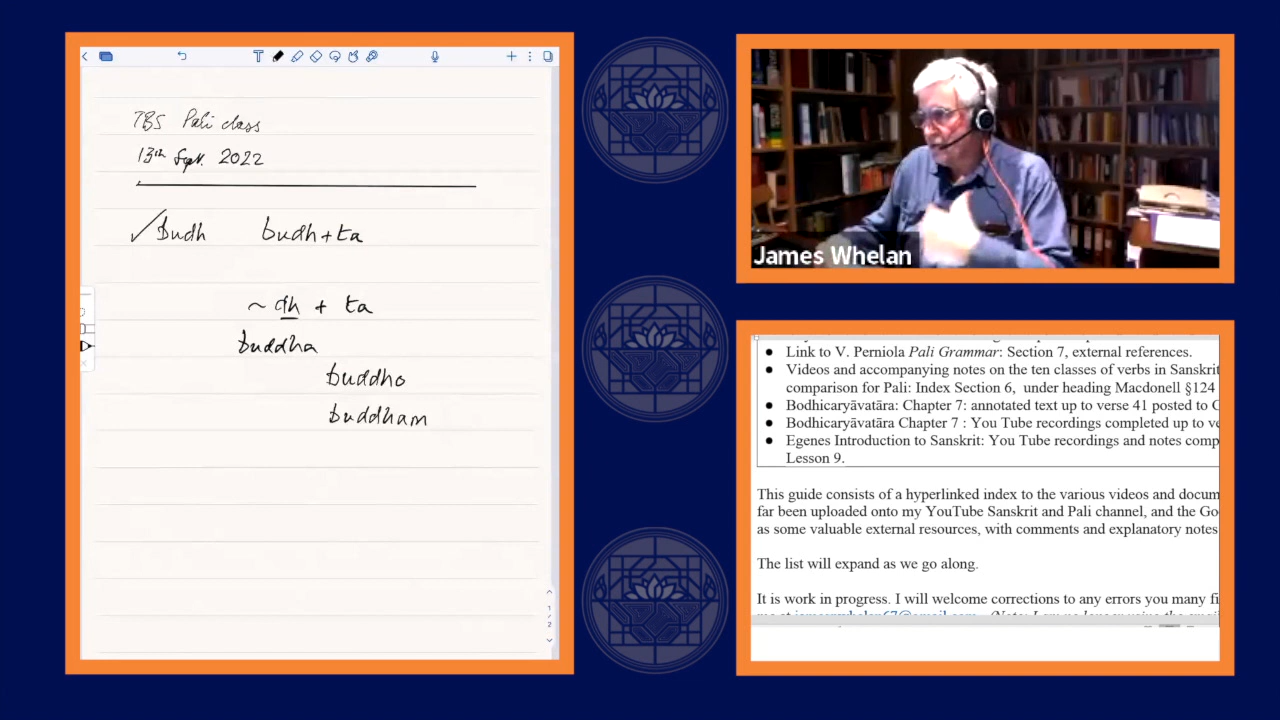 TBS Pali class
13th Sept. 2022
√budh budh+ta
~dh + ta
buddha
buddho
buddham
James Whelan
● Link to V. Perniola Pali Grammar: Section 7, external references.
● Videos and accompanying notes on the ten classes of verbs in Sanskrit
comparison for Pali: Index Section 6, under heading Macdonell §124
● Bodhicaryāvatāra: Chapter 7: annotated text up to verse 41 posted to
● Bodhicaryāvatāra Chapter 7 : You Tube recordings completed up to
● Egenes Introduction to Sanskrit: You Tube recordings and notes comp
Lesson 9.
This guide consists of a hyperlinked index to the various videos and docum
far been uploaded onto my YouTube Sanskrit and Pali channel, and the Go
as some valuable external resources, with comments and explanatory notes
The list will expand as we go along.
It is work in progress. I will welcome corrections to any errors you many fi
1
2